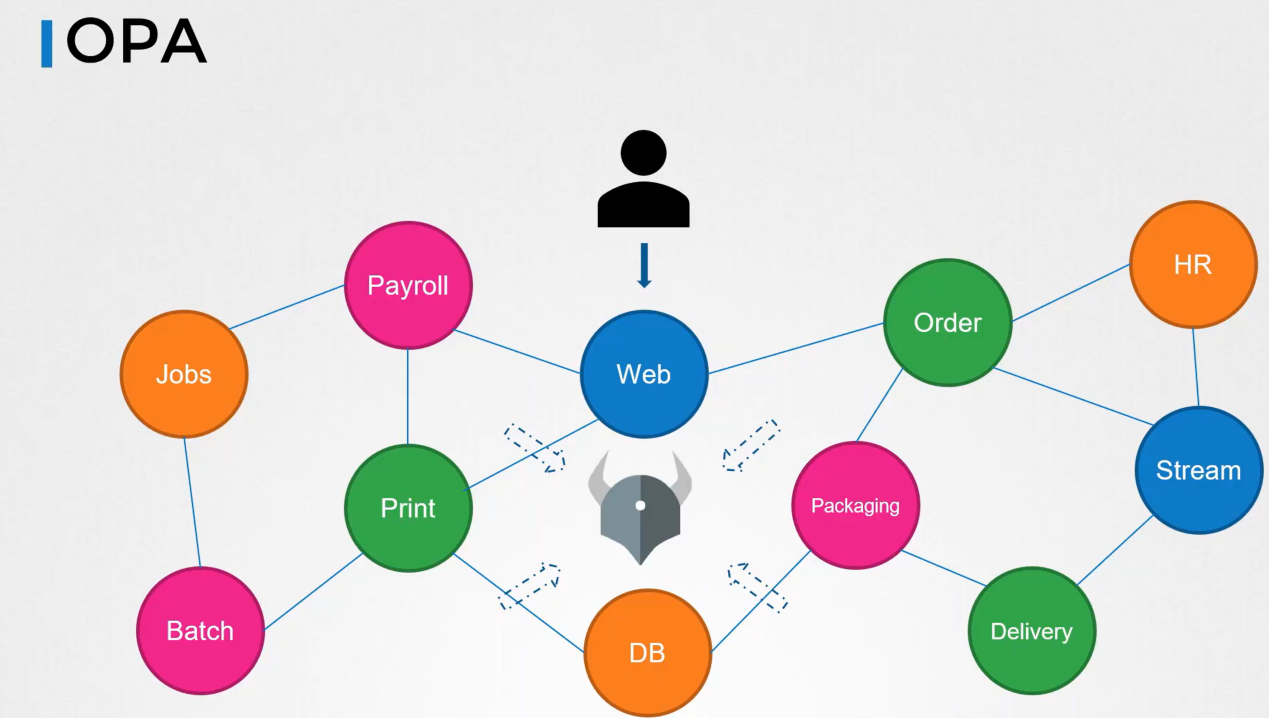 OPA
Payroll
Jobs
Web
Order
HR
Print
Packaging
Stream
Batch
DB
Delivery